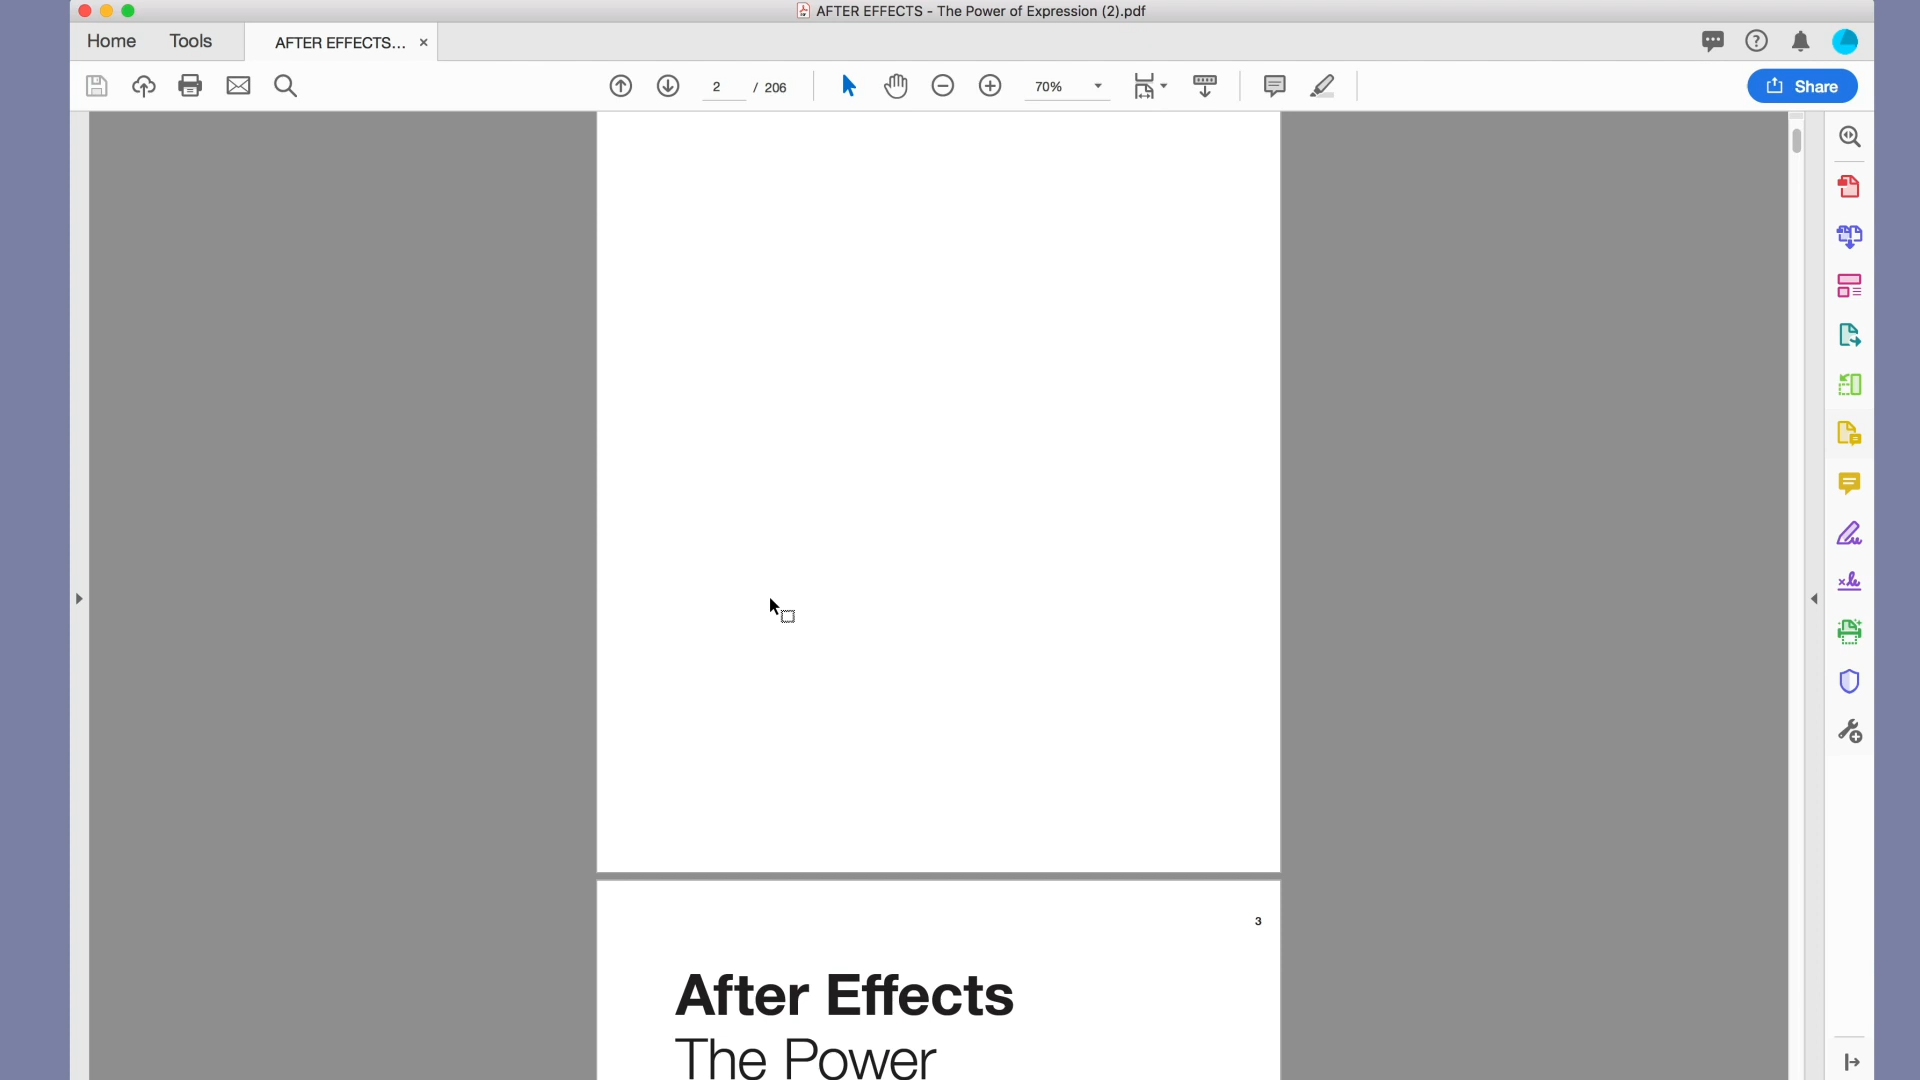 AFTER EFFECTS - The Power of Expression (2).pdf
Home
Tools
AFTER EFFECTS...
2 / 206
70%
Share
3
After Effects
The Power